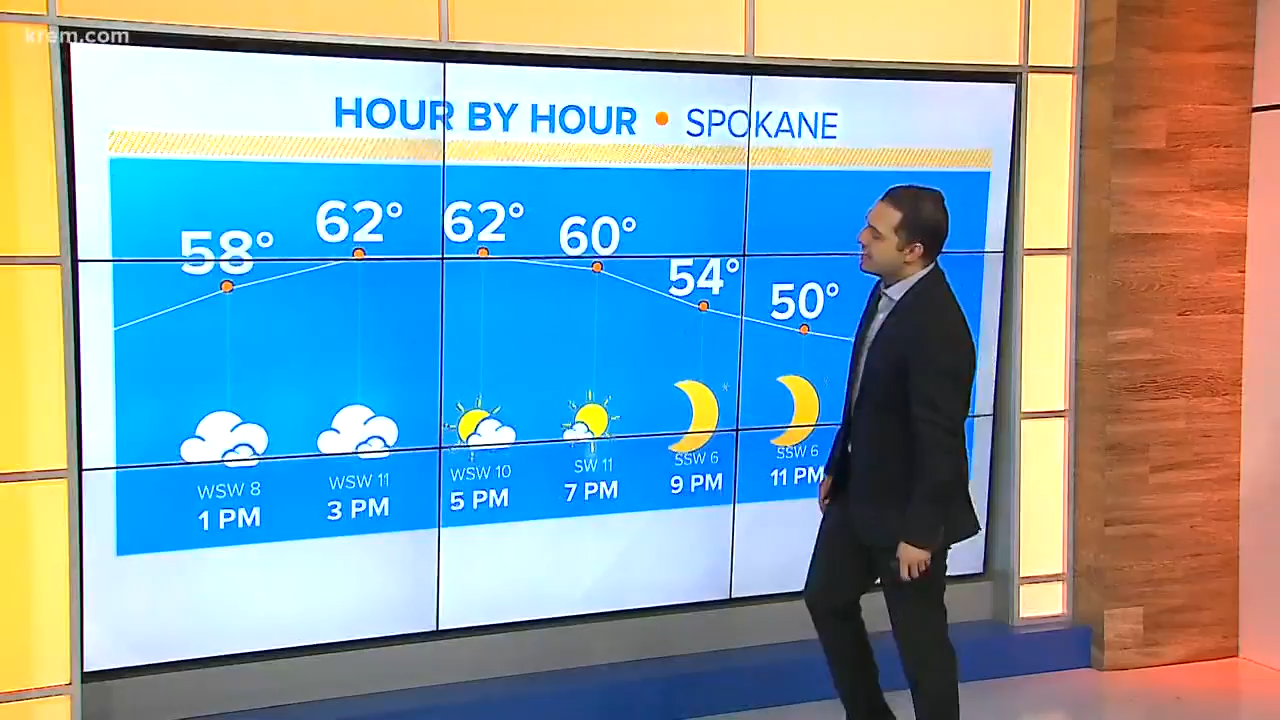 krem.com
HOUR BY HOUR • SPOKANE
58° 62° 62° 60° 54° 50°
WSW 8 WSW 11 WSW 10 SW 11 SSW 6 SSW 6
1 PM 3 PM 5 PM 7 PM 9 PM 11 PM